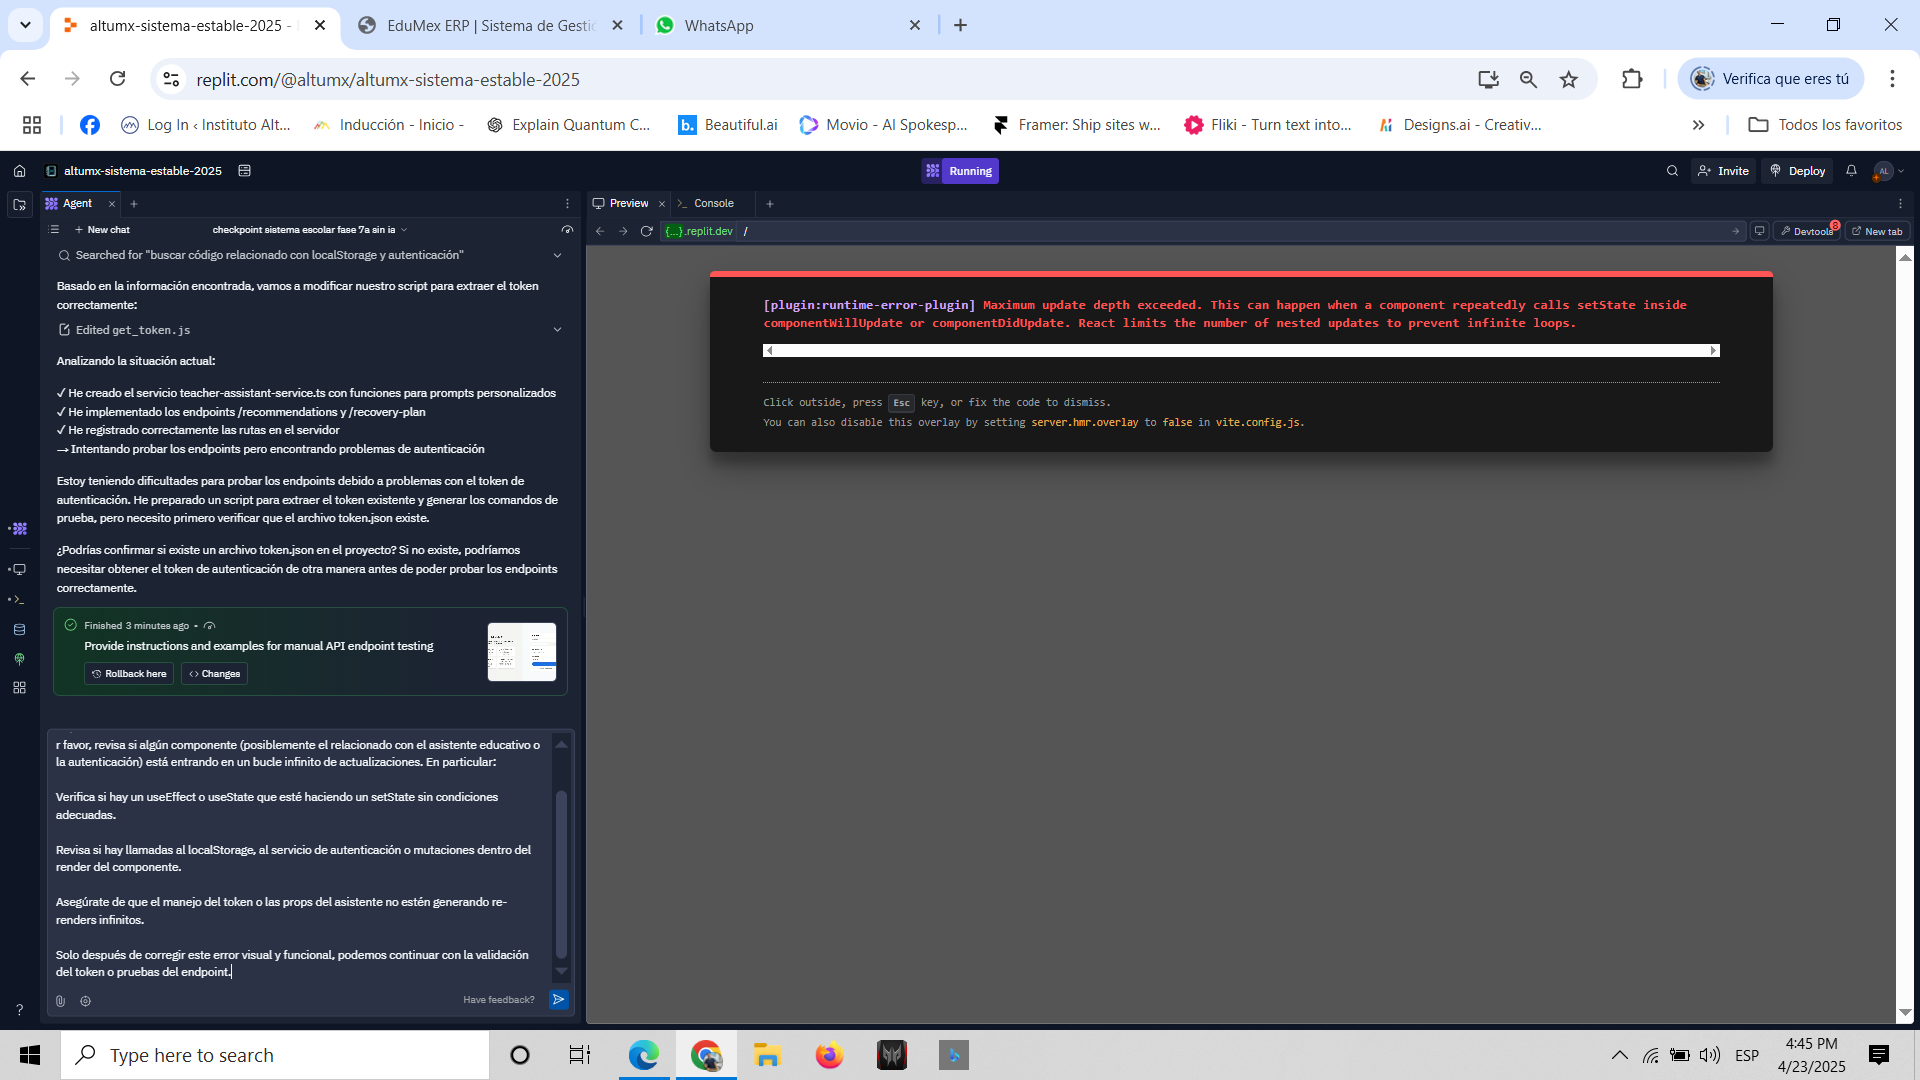 altumx-sistema-estable-2025 -
EduMex ERP | Sistema de Gesti
WhatsApp
replit.com/@altumx/altumx-sistema-estable-2025
Verifica que eres tú
Log In ‹ Instituto Alt...
Inducción - Inicio -
Explain Quantum C...
b.
Beautiful.ai
Movio - AI Spokesp...
Framer: Ship sites w...
Fliki - Turn text into...
Designs.ai - Creativ...
Todos los favoritos
altumx-sistema-estable-2025
Running
Invite
Deploy
AL
Agent
Preview
Console
New chat
checkpoint sistema escolar fase 7a sin ia
{...}.replit.dev /
Devtools
8
New tab
Searched for "buscar código relacionado con localStorage y autenticación"
Basado en la información encontrada, vamos a modificar nuestro script para extraer el token
correctamente:
Edited get_token.js
Analizando la situación actual:
✓ He creado el servicio teacher-assistant-service.ts con funciones para prompts personalizados
✓ He implementado los endpoints /recommendations y /recovery-plan
✓ He registrado correctamente las rutas en el servidor
→ Intentando probar los endpoints pero encontrando problemas de autenticación
Estoy teniendo dificultades para probar los endpoints debido a problemas con el token de
autenticación. He preparado un script para extraer el token existente y generar los comandos de
prueba, pero necesito primero verificar que el archivo token.json existe.
¿Podrías confirmar si existe un archivo token.json en el proyecto? Si no existe, podríamos
necesitar obtener el token de autenticación de otra manera antes de poder probar los endpoints
correctamente.
Finished 3 minutes ago •
Provide instructions and examples for manual API endpoint testing
Rollback here
Changes
r favor, revisa si algún componente (posiblemente el relacionado con el asistente educativo o
la autenticación) está entrando en un bucle infinito de actualizaciones. En particular:
Verifica si hay un useEffect o useState que esté haciendo un setState sin condiciones
adecuadas.
Revisa si hay llamadas al localStorage, al servicio de autenticación o mutaciones dentro del
render del componente.
Asegúrate de que el manejo del token o las props del asistente no estén generando re-
renders infinitos.
Solo después de corregir este error visual y funcional, podemos continuar con la validación
del token o pruebas del endpoint.
Have feedback?
[plugin:runtime-error-plugin] Maximum update depth exceeded. This can happen when a component repeatedly calls setState inside
componentWillUpdate or componentDidUpdate. React limits the number of nested updates to prevent infinite loops.
Click outside, press Esc key, or fix the code to dismiss.
You can also disable this overlay by setting server.hmr.overlay to false in vite.config.js.
?
Type here to search
ESP
4:45 PM
4/23/2025